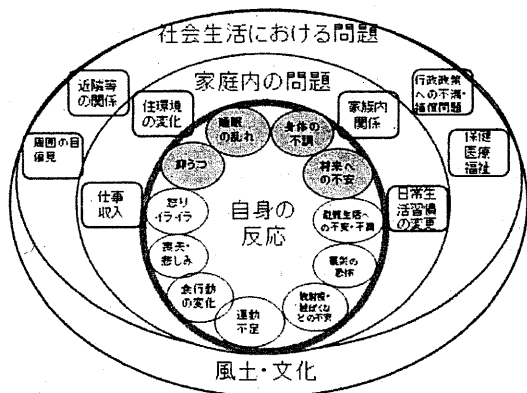 社会生活における問題
家庭内の問題
近隣等
の関係
住環境
の変化
睡眠
の乱れ
身体の
不調
家族内
関係
行政政策
への不満・
補償問題
周囲の目
偏見
抑うつ
将来へ
の不安
保健
医療
福祉
仕事
収入
怒り
イライラ
自身の
反応
避難生活へ
の不安・不満
日常生
活習慣
の変更
喪失・
悲しみ
震災の
恐怖
食行動
の変化
運動
不足
放射線・
被ばくな
どの不安
風土・文化